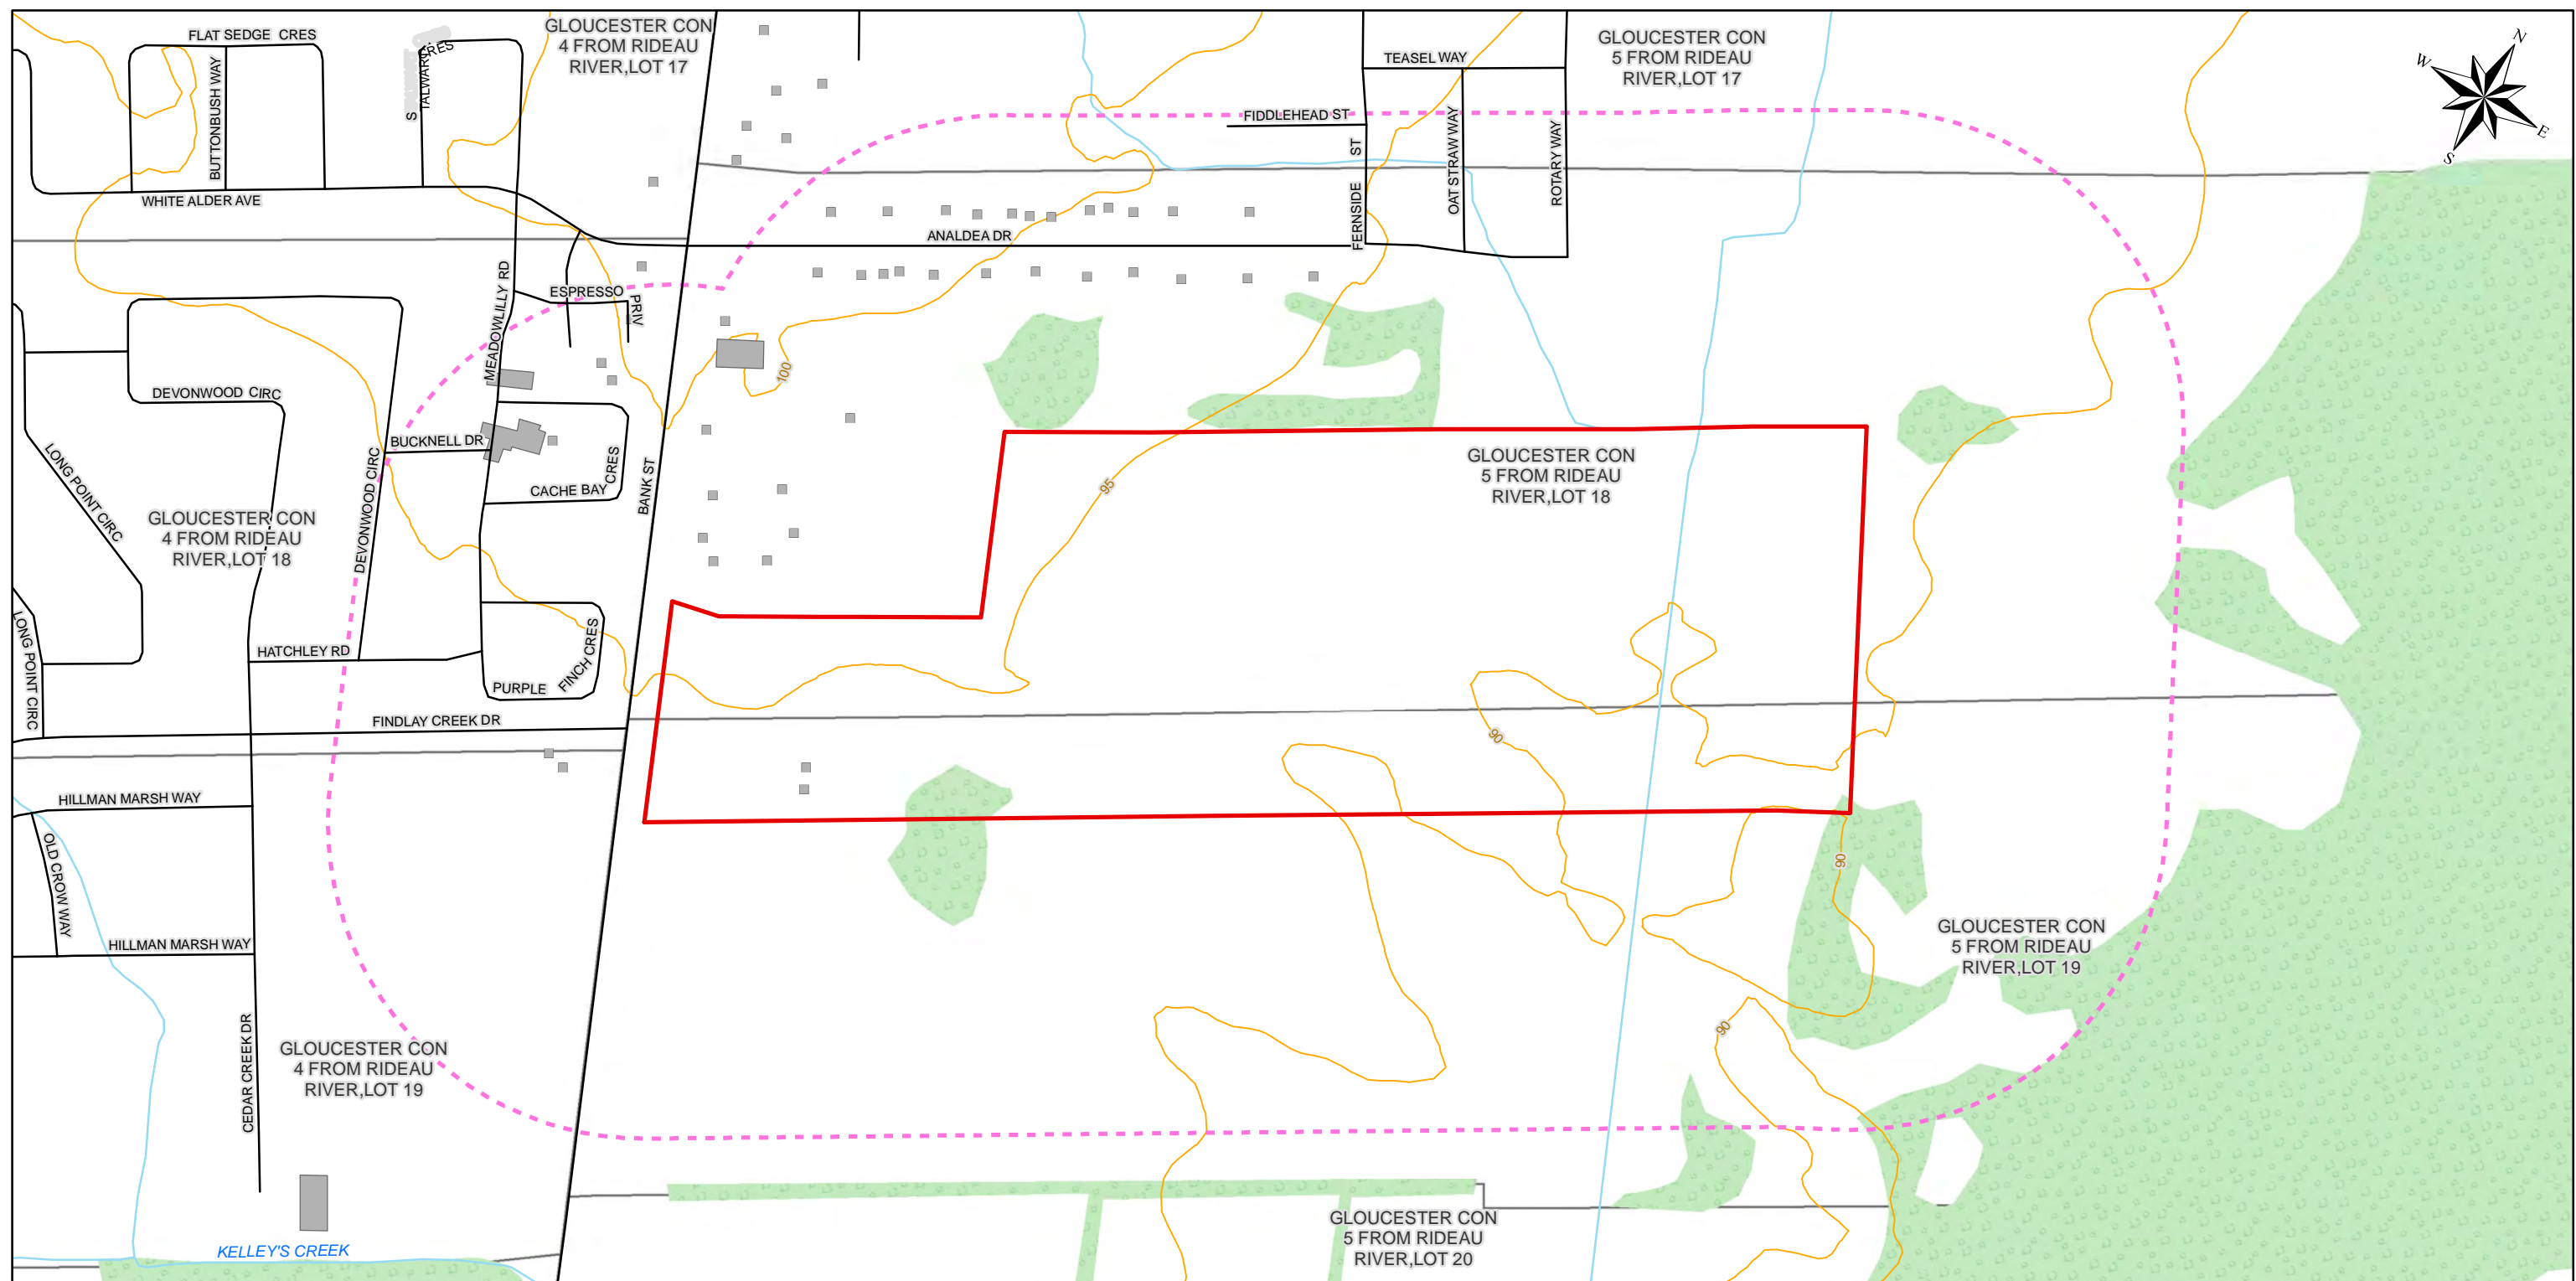 FLAT SEDGE CRES
BUTTONBUSH WAY
S
TALWART
CRES
WHITE ALDER AVE
GLOUCESTER CON
4 FROM RIDEAU
RIVER,LOT 17
TEASEL WAY
FIDDLEHEAD ST
FERNSIDE ST
OAT STRAW WAY
ROTARY WAY
GLOUCESTER CON
5 FROM RIDEAU
RIVER,LOT 17
N
W
E
S
ANALDEA DR
MEADOWLILLY RD
ESPRESSO
PRIV
100
DEVONWOOD CIRC
BUCKNELL DR
LONG POINT CIRC
DEVONWOOD CIRC
CACHE BAY
CRES
BANK ST
95
GLOUCESTER CON
5 FROM RIDEAU
RIVER,LOT 18
GLOUCESTER CON
4 FROM RIDEAU
RIVER,LOT 18
LONG POINT CIRC
HATCHLEY RD
PURPLE
FINCH CRES
FINDLAY CREEK DR
90
HILLMAN MARSH WAY
OLD CROW WAY
90
HILLMAN MARSH WAY
GLOUCESTER CON
5 FROM RIDEAU
RIVER,LOT 19
90
CEDAR CREEK DR
GLOUCESTER CON
4 FROM RIDEAU
RIVER,LOT 19
KELLEY'S CREEK
GLOUCESTER CON
5 FROM RIDEAU
RIVER,LOT 20